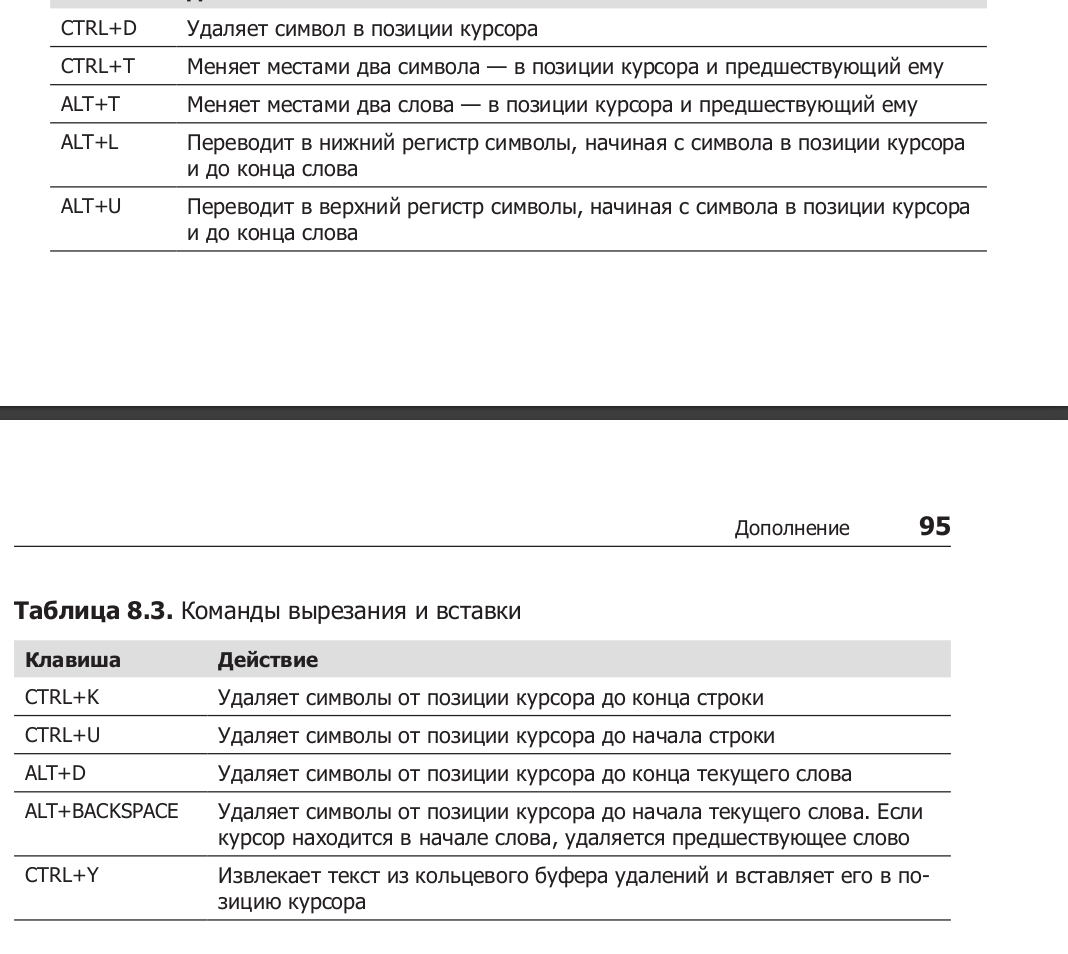 CTRL+D Удаляет символ в позиции курсора
CTRL+T Меняет местами два символа — в позиции курсора и предшествующий ему
ALT+T Меняет местами два слова — в позиции курсора и предшествующий ему
ALT+L Переводит в нижний регистр символы, начиная с символа в позиции курсора
и до конца слова
ALT+U Переводит в верхний регистр символы, начиная с символа в позиции курсора
и до конца слова
Дополнение 95
Таблица 8.3. Команды вырезания и вставки
Клавиша Действие
CTRL+K Удаляет символы от позиции курсора до конца строки
CTRL+U Удаляет символы от позиции курсора до начала строки
ALT+D Удаляет символы от позиции курсора до конца текущего слова
ALT+BACKSPACE Удаляет символы от позиции курсора до начала текущего слова. Если
курсор находится в начале слова, удаляется предшествующее слово
CTRL+Y Извлекает текст из кольцевого буфера удалений и вставляет его в по-
зицию курсора